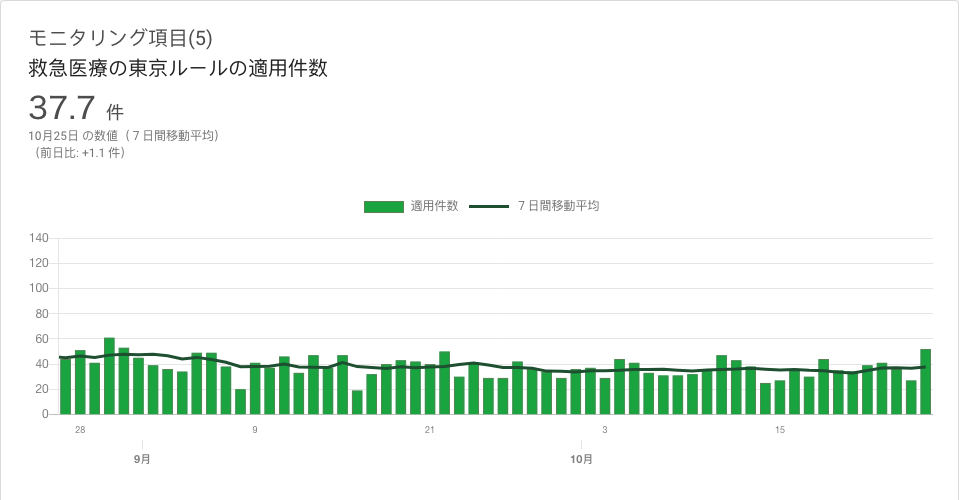 モニタリング項目(5)
救急医療の東京ルールの適用件数
37.7 件
10月25日 の数値（７日間移動平均）
（前日比: +1.1 件）
適用件数 ７日間移動平均
140
120
100
80
60
40
20
0
28 9 21 3 15
9月 10月